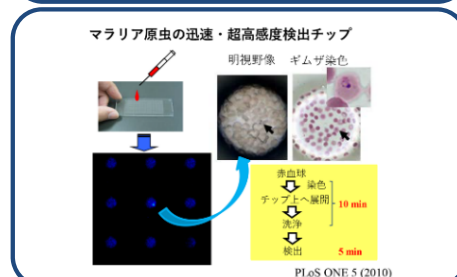 マラリア原虫の迅速・超高感度検出チップ
明視野像 ギムザ染色
赤血球
染色
チップ上へ展開
10 min
洗浄
検出 5 min
PLoS ONE 5 (2010)